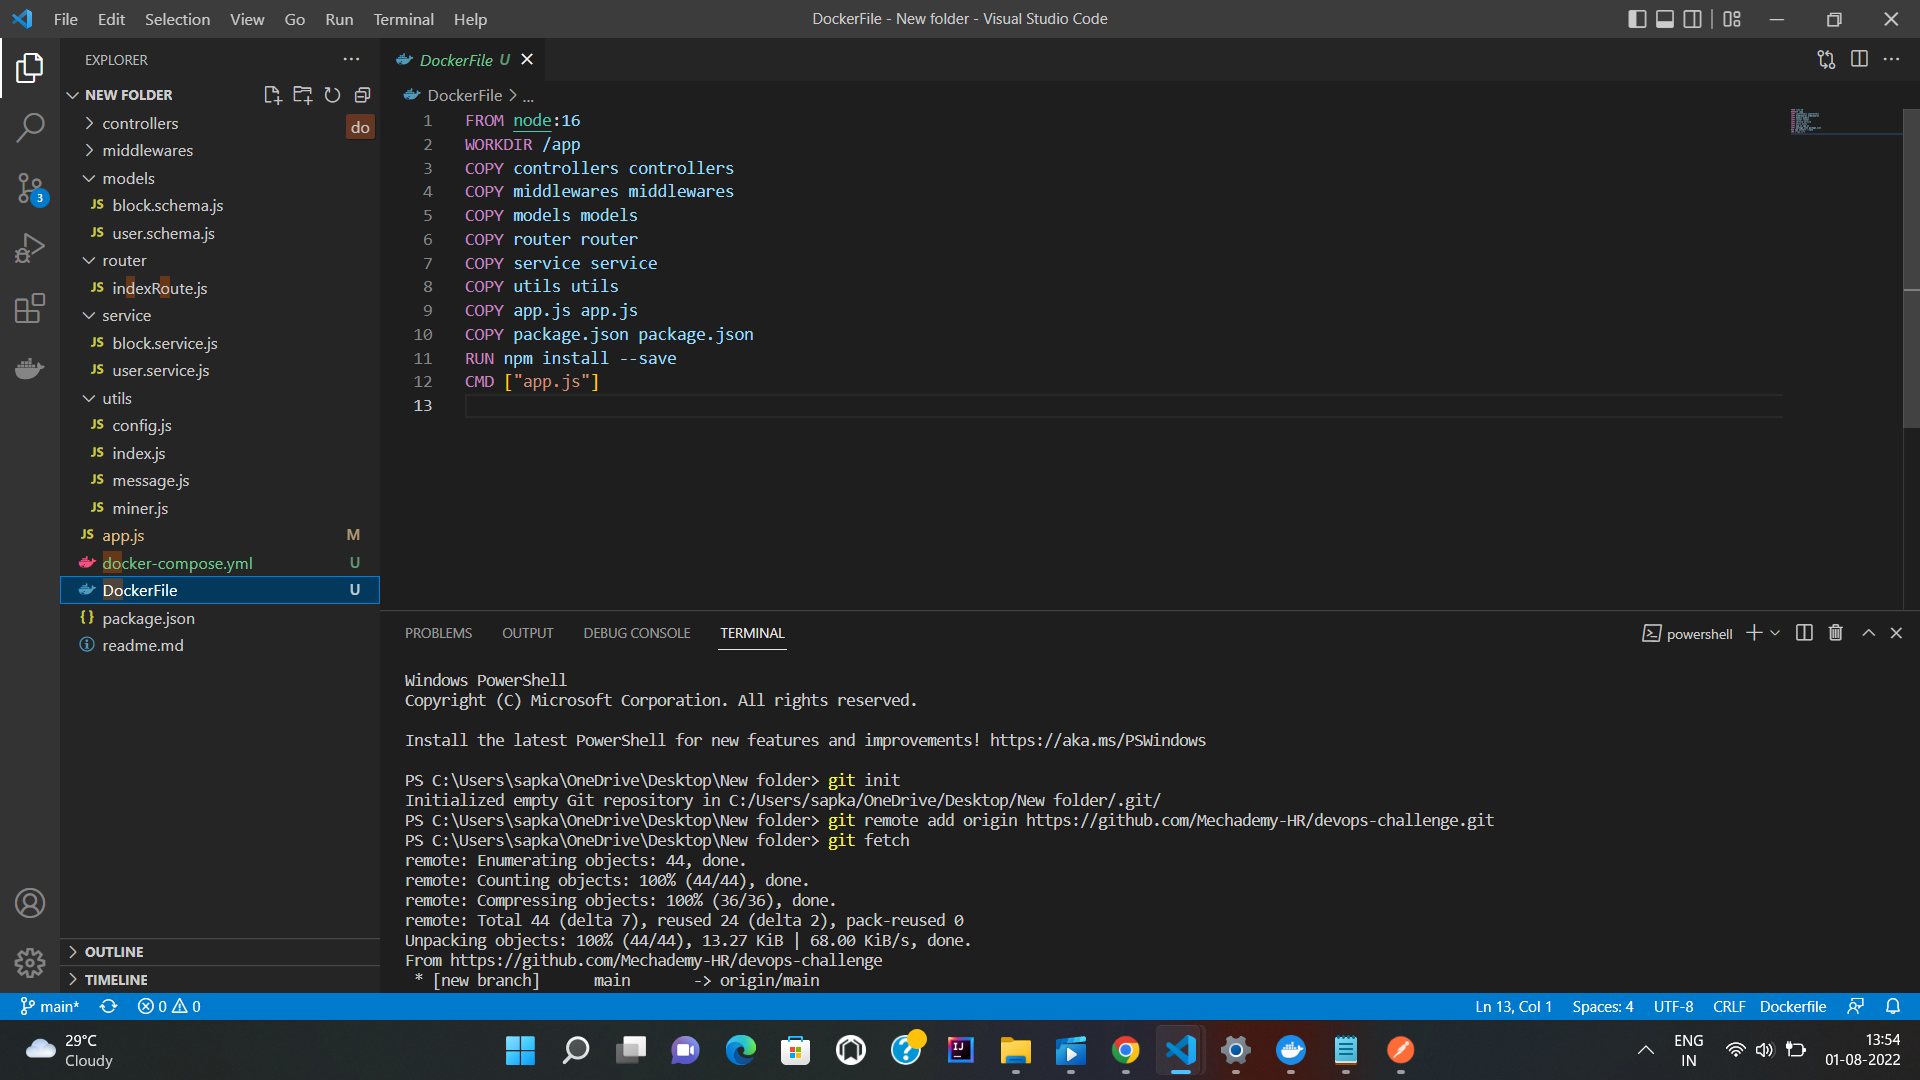 File Edit Selection View Go Run Terminal Help
DockerFile - New folder - Visual Studio Code
EXPLORER
NEW FOLDER
do
controllers
middlewares
models
JS block.schema.js
JS user.schema.js
router
JS indexRoute.js
service
JS block.service.js
JS user.service.js
utils
JS config.js
JS index.js
JS message.js
JS miner.js
JS app.js M
docker-compose.yml U
DockerFile U
{} package.json
readme.md
OUTLINE
TIMELINE
3
DockerFile U
DockerFile > ...
1 FROM node:16
2 WORKDIR /app
3 COPY controllers controllers
4 COPY middlewares middlewares
5 COPY models models
6 COPY router router
7 COPY service service
8 COPY utils utils
9 COPY app.js app.js
10 COPY package.json package.json
11 RUN npm install --save
12 CMD ["app.js"]
13
PROBLEMS OUTPUT DEBUG CONSOLE TERMINAL
powershell
Windows PowerShell
Copyright (C) Microsoft Corporation. All rights reserved.
Install the latest PowerShell for new features and improvements! https://aka.ms/PSWindows
PS C:\Users\sapka\OneDrive\Desktop\New folder> git init
Initialized empty Git repository in C:/Users/sapka/OneDrive/Desktop/New folder/.git/
PS C:\Users\sapka\OneDrive\Desktop\New folder> git remote add origin https://github.com/Mechademy-HR/devops-challenge.git
PS C:\Users\sapka\OneDrive\Desktop\New folder> git fetch
remote: Enumerating objects: 44, done.
remote: Counting objects: 100% (44/44), done.
remote: Compressing objects: 100% (36/36), done.
remote: Total 44 (delta 7), reused 24 (delta 2), pack-reused 0
Unpacking objects: 100% (44/44), 13.27 KiB | 68.00 KiB/s, done.
From https://github.com/Mechademy-HR/devops-challenge
* [new branch] main -> origin/main
main* 0 0
Ln 13, Col 1 Spaces: 4 UTF-8 CRLF Dockerfile
29°C
Cloudy
IJ
ENG
IN
13:54
01-08-2022